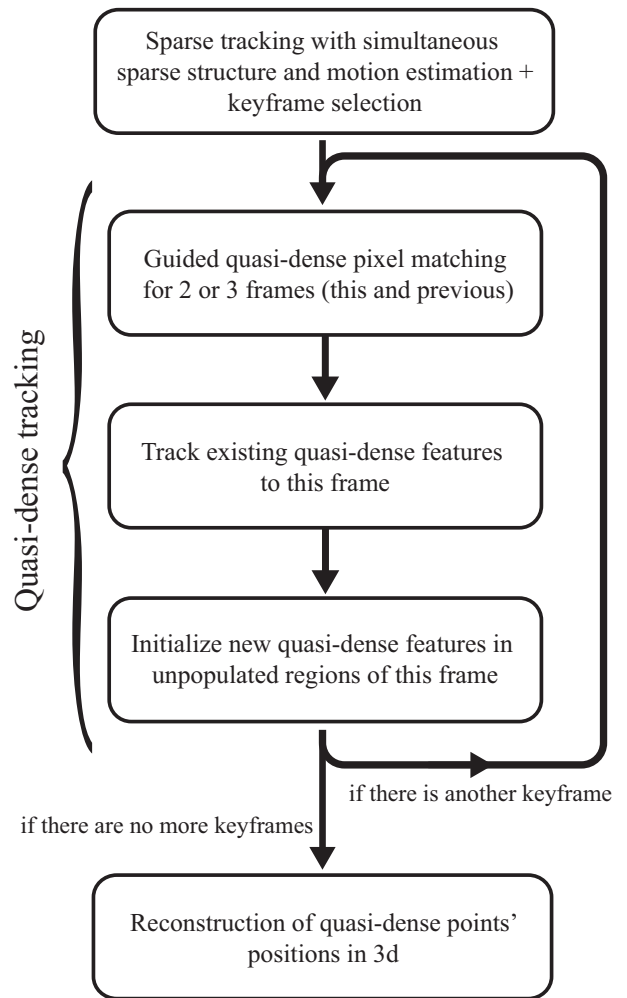 Sparse tracking with simultaneous
sparse structure and motion estimation +
keyframe selection
Quasi-dense tracking
Guided quasi-dense pixel matching
for 2 or 3 frames (this and previous)
Track existing quasi-dense features
to this frame
Initialize new quasi-dense features in
unpopulated regions of this frame
if there is another keyframe
if there are no more keyframes
Reconstruction of quasi-dense points’
positions in 3d